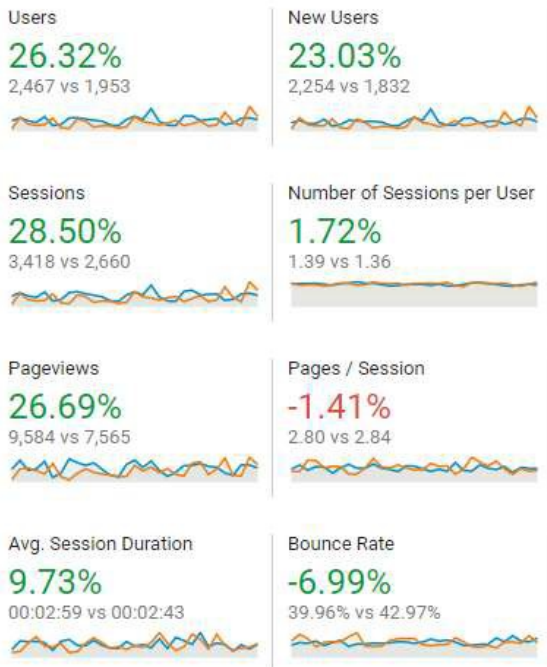 Users
26.32%
2,467 vs 1,953
New Users
23.03%
2,254 vs 1,832
Sessions
28.50%
3,418 vs 2,660
Number of Sessions per User
1.72%
1.39 vs 1.36
Pageviews
26.69%
9,584 vs 7,565
Pages / Session
-1.41%
2.80 vs 2.84
Avg. Session Duration
9.73%
00:02:59 vs 00:02:43
Bounce Rate
-6.99%
39.96% vs 42.97%